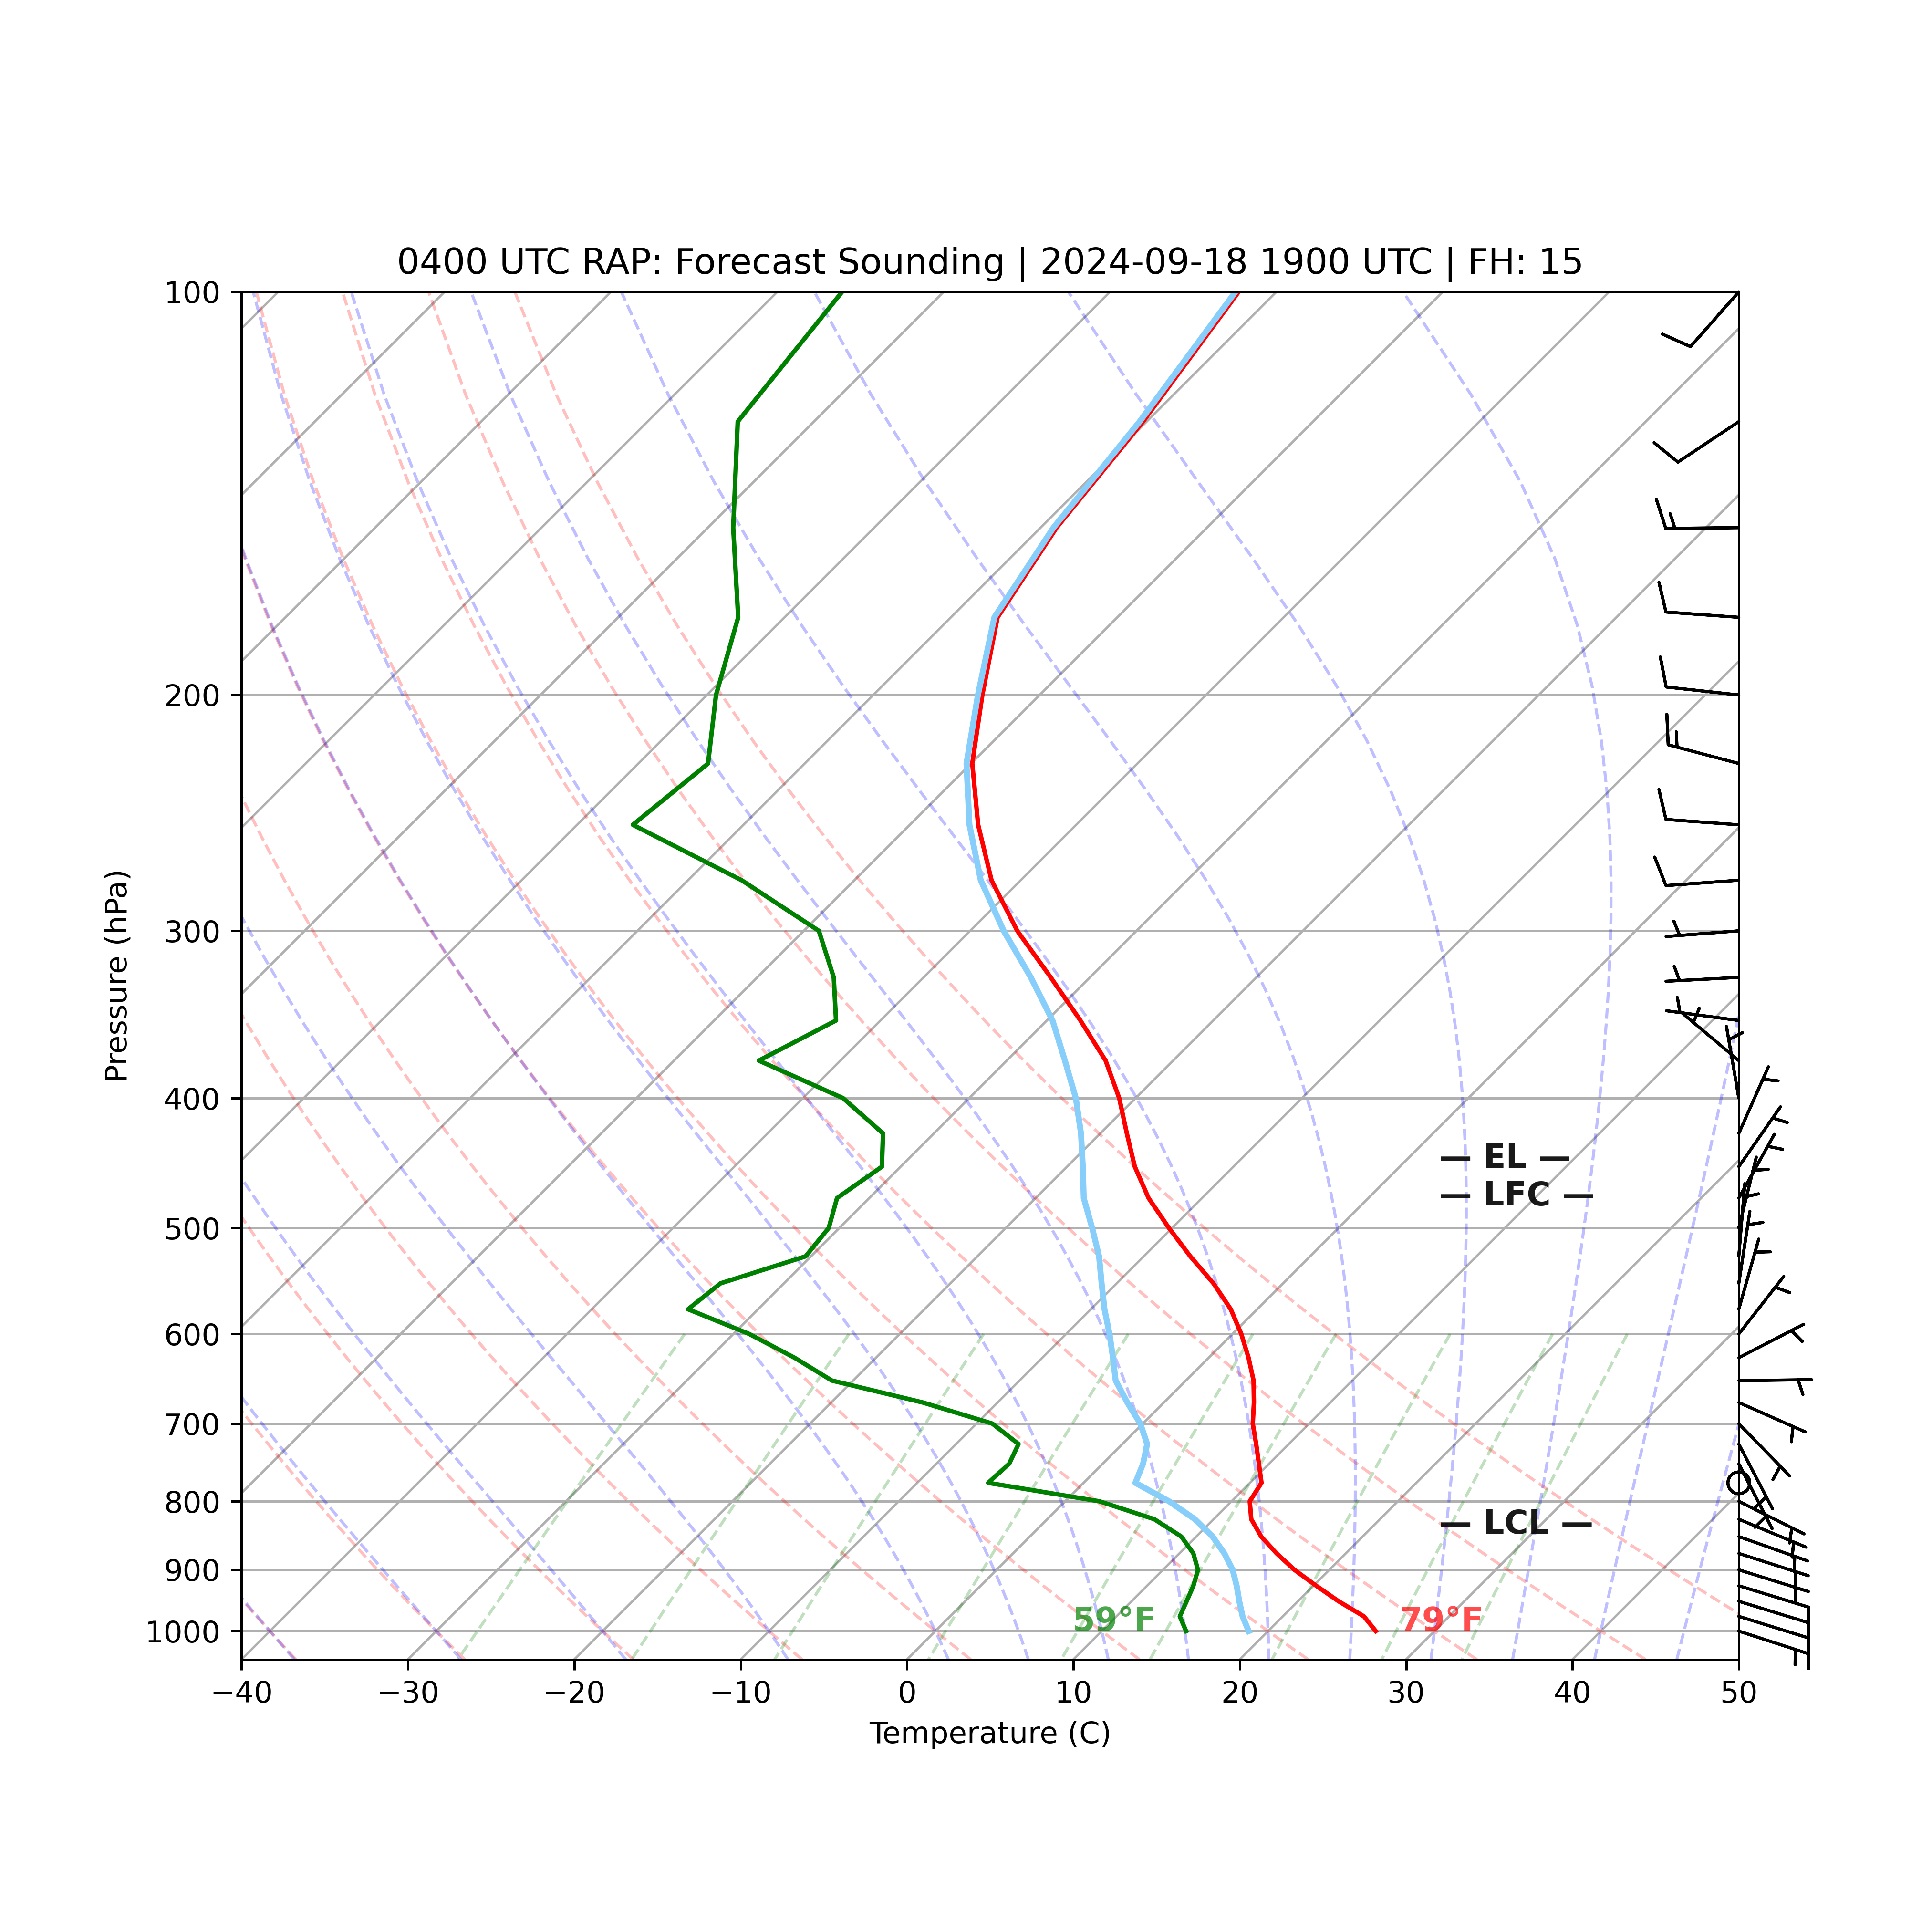 0400 UTC RAP: Forecast Sounding | 2024-09-18 1900 UTC | FH: 15
100
200
300
400
500
600
700
800
900
1000
Pressure (hPa)
— EL —
— LFC —
— LCL —
59°F
79°F
−40 −30 −20 −10 0 10 20 30 40 50
Temperature (C)